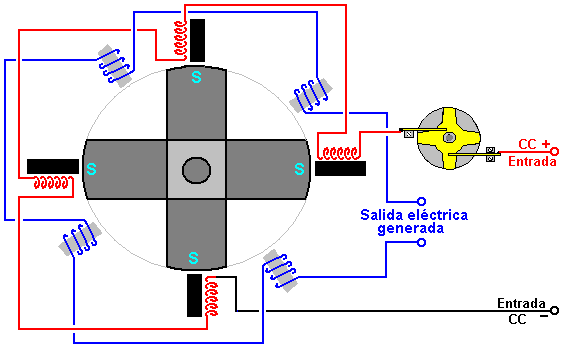 S
S
S
S
CC +
Entrada
Salida eléctrica
generada
Entrada
CC −